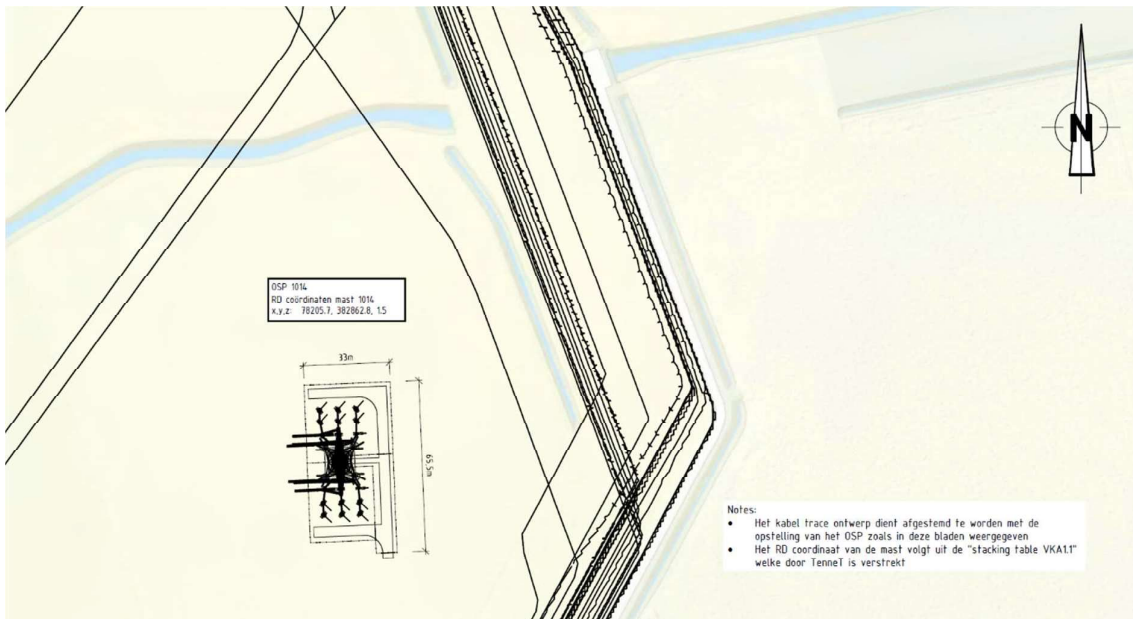 N
OSP 1014
RD coördinaten mast 1014
x,y,z: 78205.7, 382862.8, 1.5
33m
65,5m
Notes:
• Het kabel trace ontwerp dient afgestemd te worden met de
opstelling van het OSP zoals in deze bladen weergegeven
• Het RD coordinaat van de mast volgt uit de "stacking table VKA1.1"
welke door TenneT is verstrekt